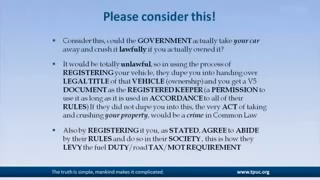 Please consider this!
Consider this, could the GOVERNMENT actually take your car
away and crush it lawfully if you actually owned it?
It would be totally unlawful, so in using the process of
REGISTERING your vehicle, they dupe you into handing over
LEGAL TITLE of that VEHICLE (ownership) and you get a V5
DOCUMENT as the REGISTERED KEEPER (a PERMISSION to
use it as long as it is used in ACCORDANCE to all of their
RULES) If they did not dupe you into this, the very ACT of taking
and crushing your property, would be a crime in Common Law
Also by REGISTERING it you, as STATED, AGREE to ABIDE
by their RULES and do so in their SOCIETY, this is how they
LEVY the fuel DUTY/road TAX/MOT REQUIREMENT
The truth is simple, mankind makes it complicated.
www.tpuc.org